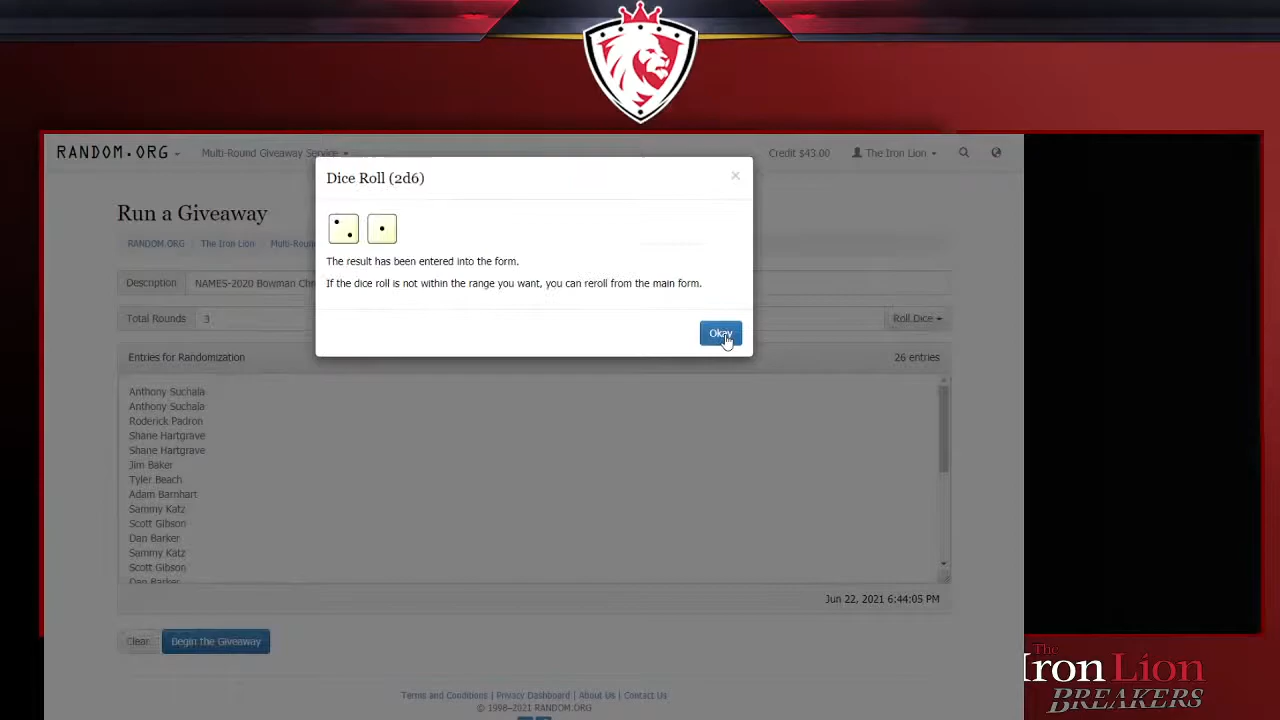 RANDOM.ORG
Multi-Round Giveaway Service
Credit $43.00
The Iron Lion
Dice Roll (2d6)
×
The result has been entered into the form.
If the dice roll is not within the range you want, you can reroll from the main form.
Okay
Run a Giveaway
RANDOM.ORG
The Iron Lion
Description
NAMES-2020 Bowman
Total Rounds
3
Roll Dice
Entries for Randomization
26 entries
Anthony Suchala
Anthony Suchala
Roderick Padron
Shane Hartgrave
Shane Hartgrave
Jim Baker
Tyler Beach
Adam Barnhart
Sammy Katz
Scott Gibson
Dan Barker
Sammy Katz
Scott Gibson
Dan Barker
Jun 22, 2021 6:44:05 PM
Clear
Begin the Giveaway
Terms and Conditions | Privacy Dashboard | About Us | Contact Us
© 1998–2021 RANDOM.ORG
The
Iron Lion
BREAKERS